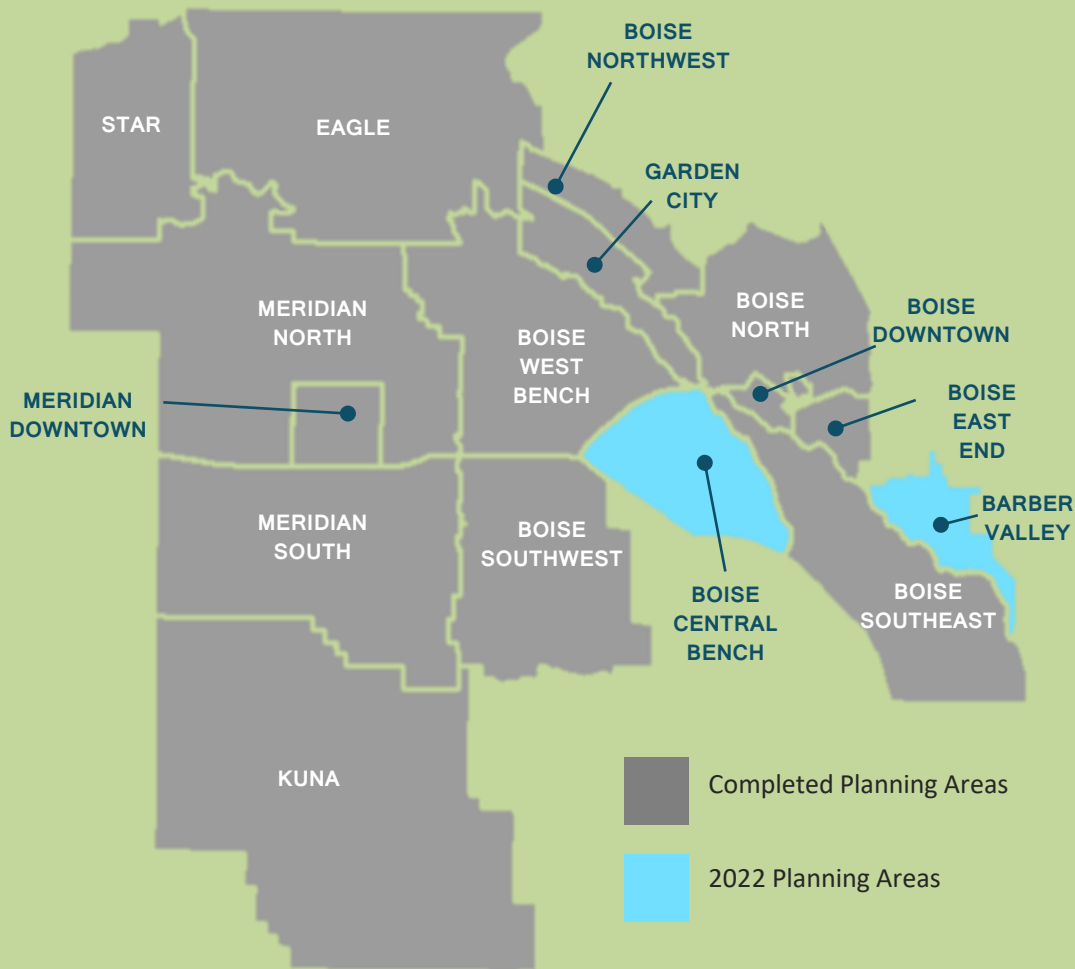 BOISE
NORTHWEST
STAR
EAGLE
GARDEN
CITY
MERIDIAN
NORTH
BOISE
WEST
BENCH
BOISE
NORTH
BOISE
DOWNTOWN
MERIDIAN
DOWNTOWN
BOISE
EAST
END
MERIDIAN
SOUTH
BOISE
SOUTHWEST
BARBER
VALLEY
BOISE
CENTRAL
BENCH
BOISE
SOUTHEAST
KUNA
Completed Planning Areas
2022 Planning Areas